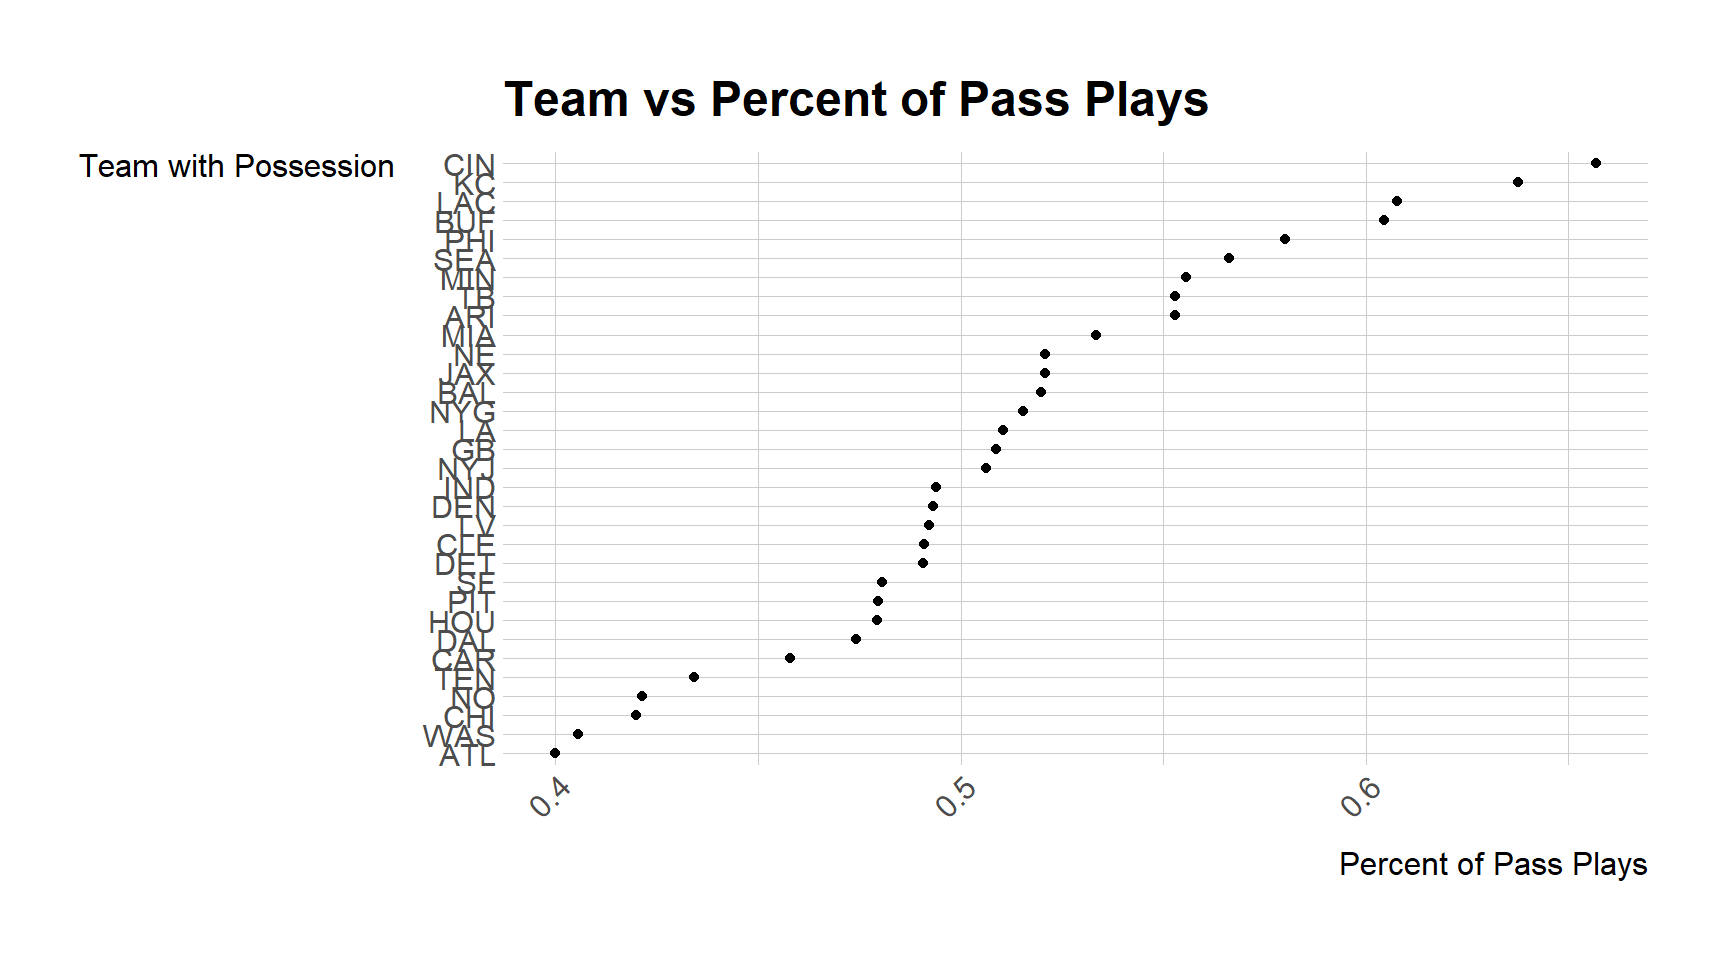 Team vs Percent of Pass Plays
Team with Possession
CIN
KC
LAC
BUF
PHI
SEA
MIN
TB
ARI
MIA
NE
JAX
BAL
NYG
LA
GB
NYJ
IND
DEN
LV
CLE
DET
SF
PIT
HOU
DAL
CAR
TEN
NO
CHI
WAS
ATL
0.4
0.5
0.6
Percent of Pass Plays